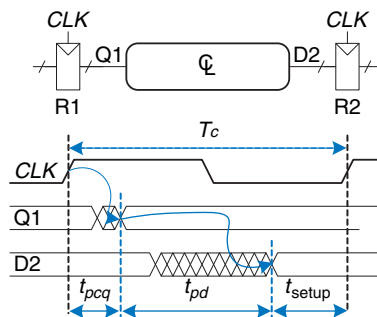 CLK CLK
Q1 CL D2
R1 R2
Tc
CLK
Q1
D2
tpcq tpd tsetup